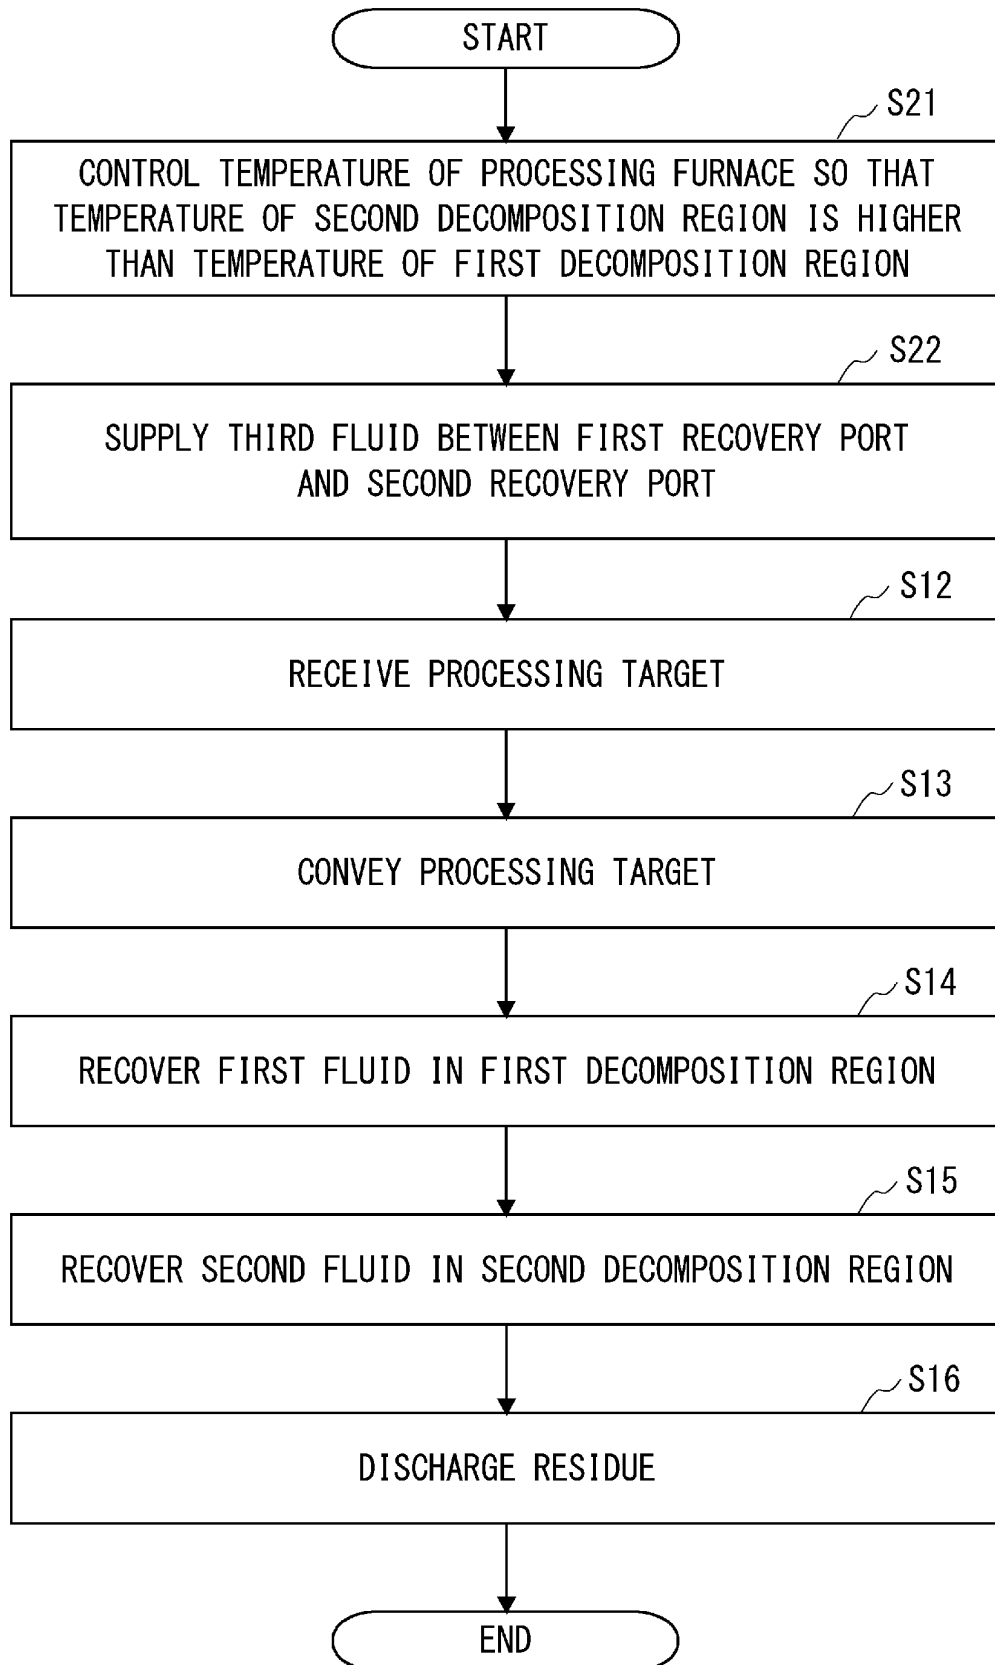 START
S21
CONTROL TEMPERATURE OF PROCESSING FURNACE SO THAT
TEMPERATURE OF SECOND DECOMPOSITION REGION IS HIGHER
THAN TEMPERATURE OF FIRST DECOMPOSITION REGION
S22
SUPPLY THIRD FLUID BETWEEN FIRST RECOVERY PORT
AND SECOND RECOVERY PORT
S12
RECEIVE PROCESSING TARGET
S13
CONVEY PROCESSING TARGET
S14
RECOVER FIRST FLUID IN FIRST DECOMPOSITION REGION
S15
RECOVER SECOND FLUID IN SECOND DECOMPOSITION REGION
S16
DISCHARGE RESIDUE
END